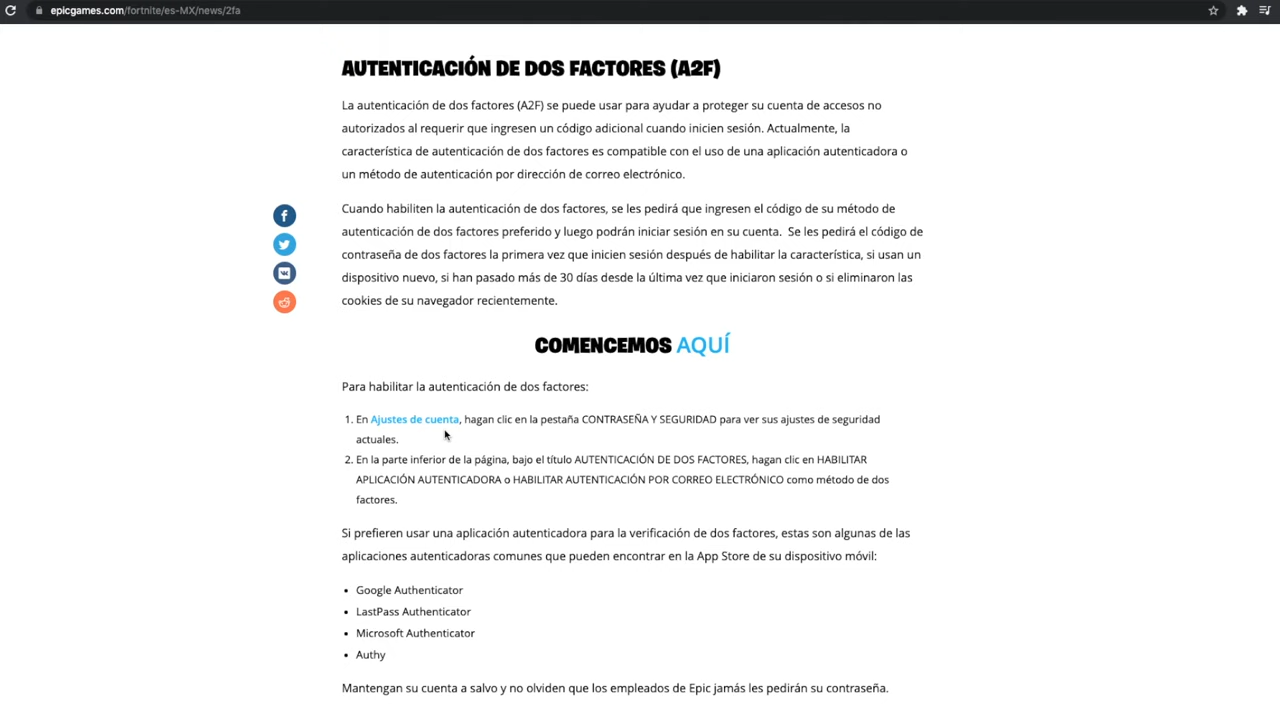 epicgames.com/fortnite/es-MX/news/2fa
AUTENTICACIÓN DE DOS FACTORES (A2F)
La autenticación de dos factores (A2F) se puede usar para ayudar a proteger su cuenta de accesos no
autorizados al requerir que ingresen un código adicional cuando inicien sesión. Actualmente, la
característica de autenticación de dos factores es compatible con el uso de una aplicación autenticadora o
un método de autenticación por dirección de correo electrónico.
Cuando habiliten la autenticación de dos factores, se les pedirá que ingresen el código de su método de
autenticación de dos factores preferido y luego podrán iniciar sesión en su cuenta.  Se les pedirá el código de
contraseña de dos factores la primera vez que inicien sesión después de habilitar la característica, si usan un
dispositivo nuevo, si han pasado más de 30 días desde la última vez que iniciaron sesión o si eliminaron las
cookies de su navegador recientemente.
COMENCEMOS AQUÍ
Para habilitar la autenticación de dos factores:
1. En Ajustes de cuenta, hagan clic en la pestaña CONTRASEÑA Y SEGURIDAD para ver sus ajustes de seguridad
actuales.
2. En la parte inferior de la página, bajo el título AUTENTICACIÓN DE DOS FACTORES, hagan clic en HABILITAR
APLICACIÓN AUTENTICADORA o HABILITAR AUTENTICACIÓN POR CORREO ELECTRÓNICO como método de dos
factores.
Si prefieren usar una aplicación autenticadora para la verificación de dos factores, estas son algunas de las
aplicaciones autenticadoras comunes que pueden encontrar en la App Store de su dispositivo móvil:
• Google Authenticator
• LastPass Authenticator
• Microsoft Authenticator
• Authy
Mantengan su cuenta a salvo y no olviden que los empleados de Epic jamás les pedirán su contraseña.